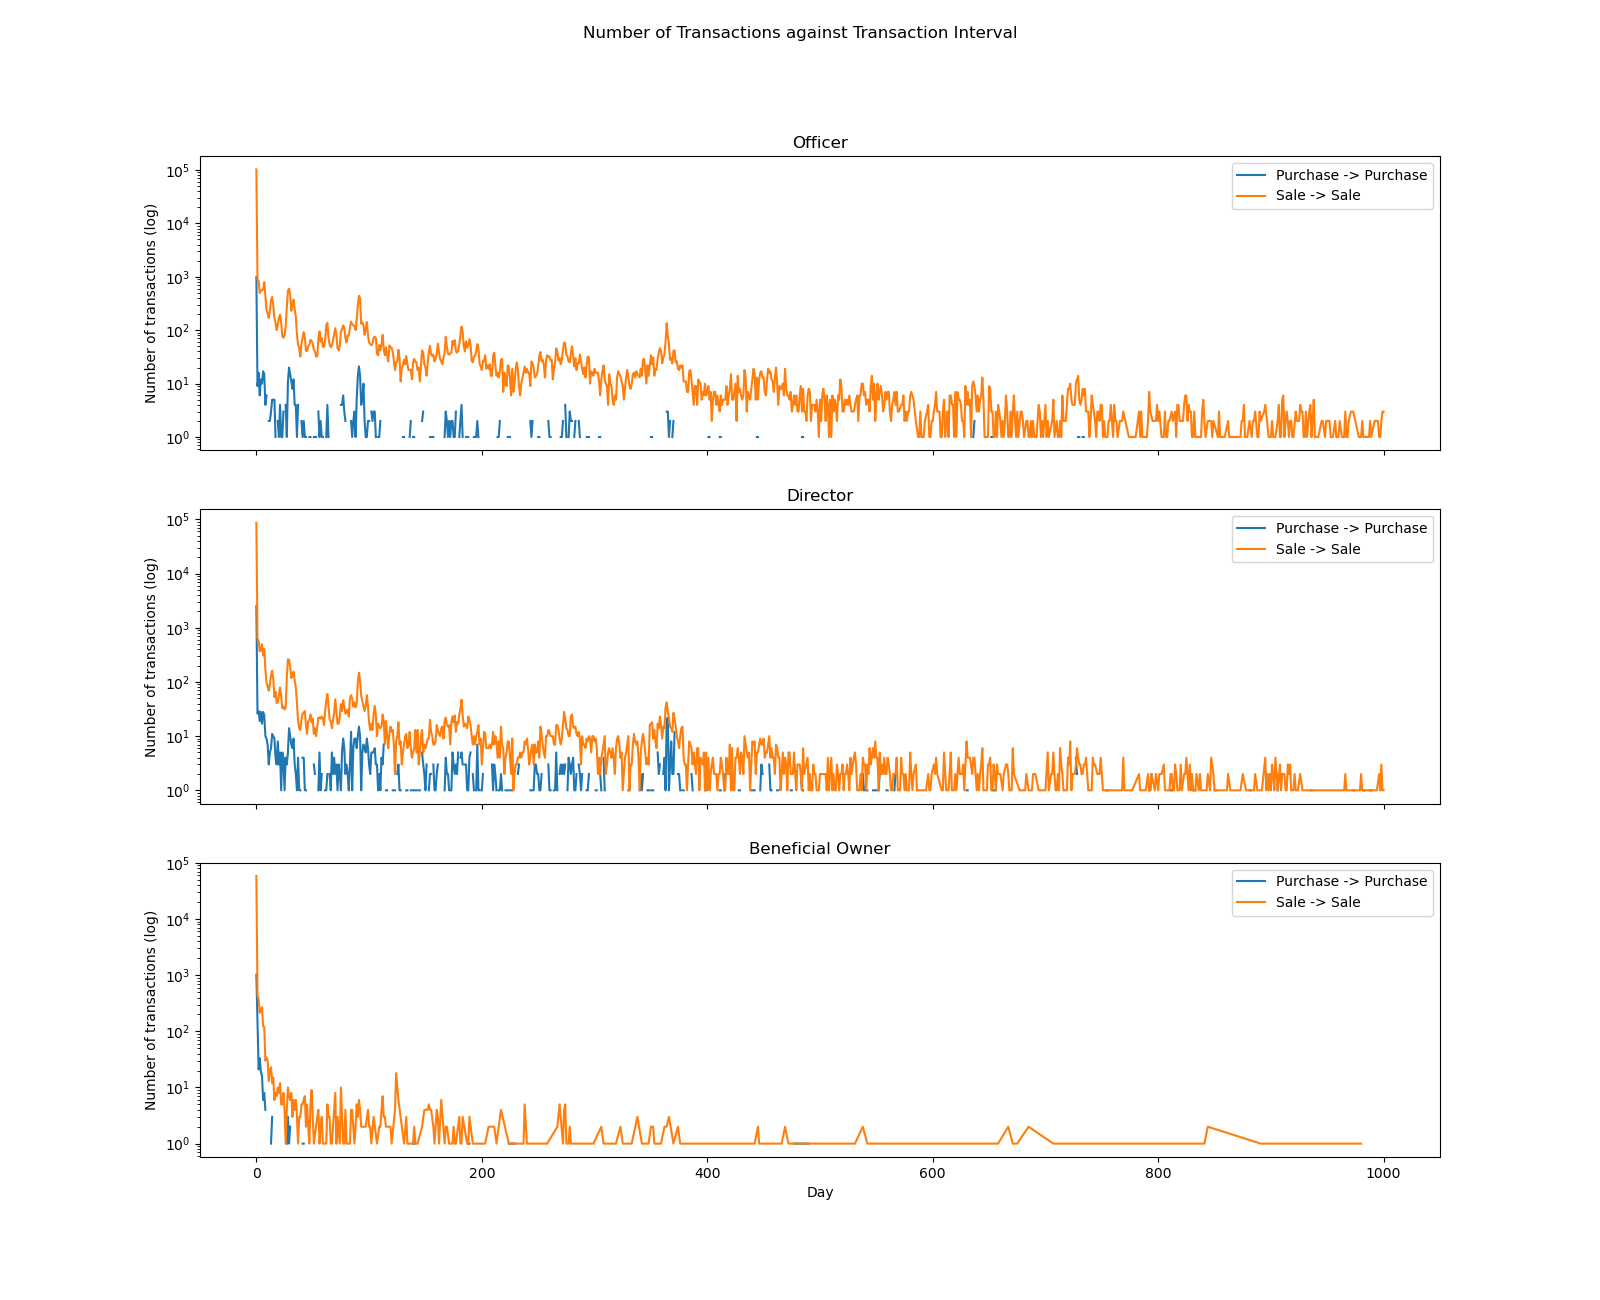 Number of Transactions against Transaction Interval
Officer
Number of transactions (log)
10^5
10^4
10^3
10^2
10^1
10^0
Purchase -> Purchase
Sale -> Sale
Director
Number of transactions (log)
10^5
10^4
10^3
10^2
10^1
10^0
Purchase -> Purchase
Sale -> Sale
Beneficial Owner
Number of transactions (log)
10^5
10^4
10^3
10^2
10^1
10^0
Purchase -> Purchase
Sale -> Sale
0 200 400 600 800 1000
Day